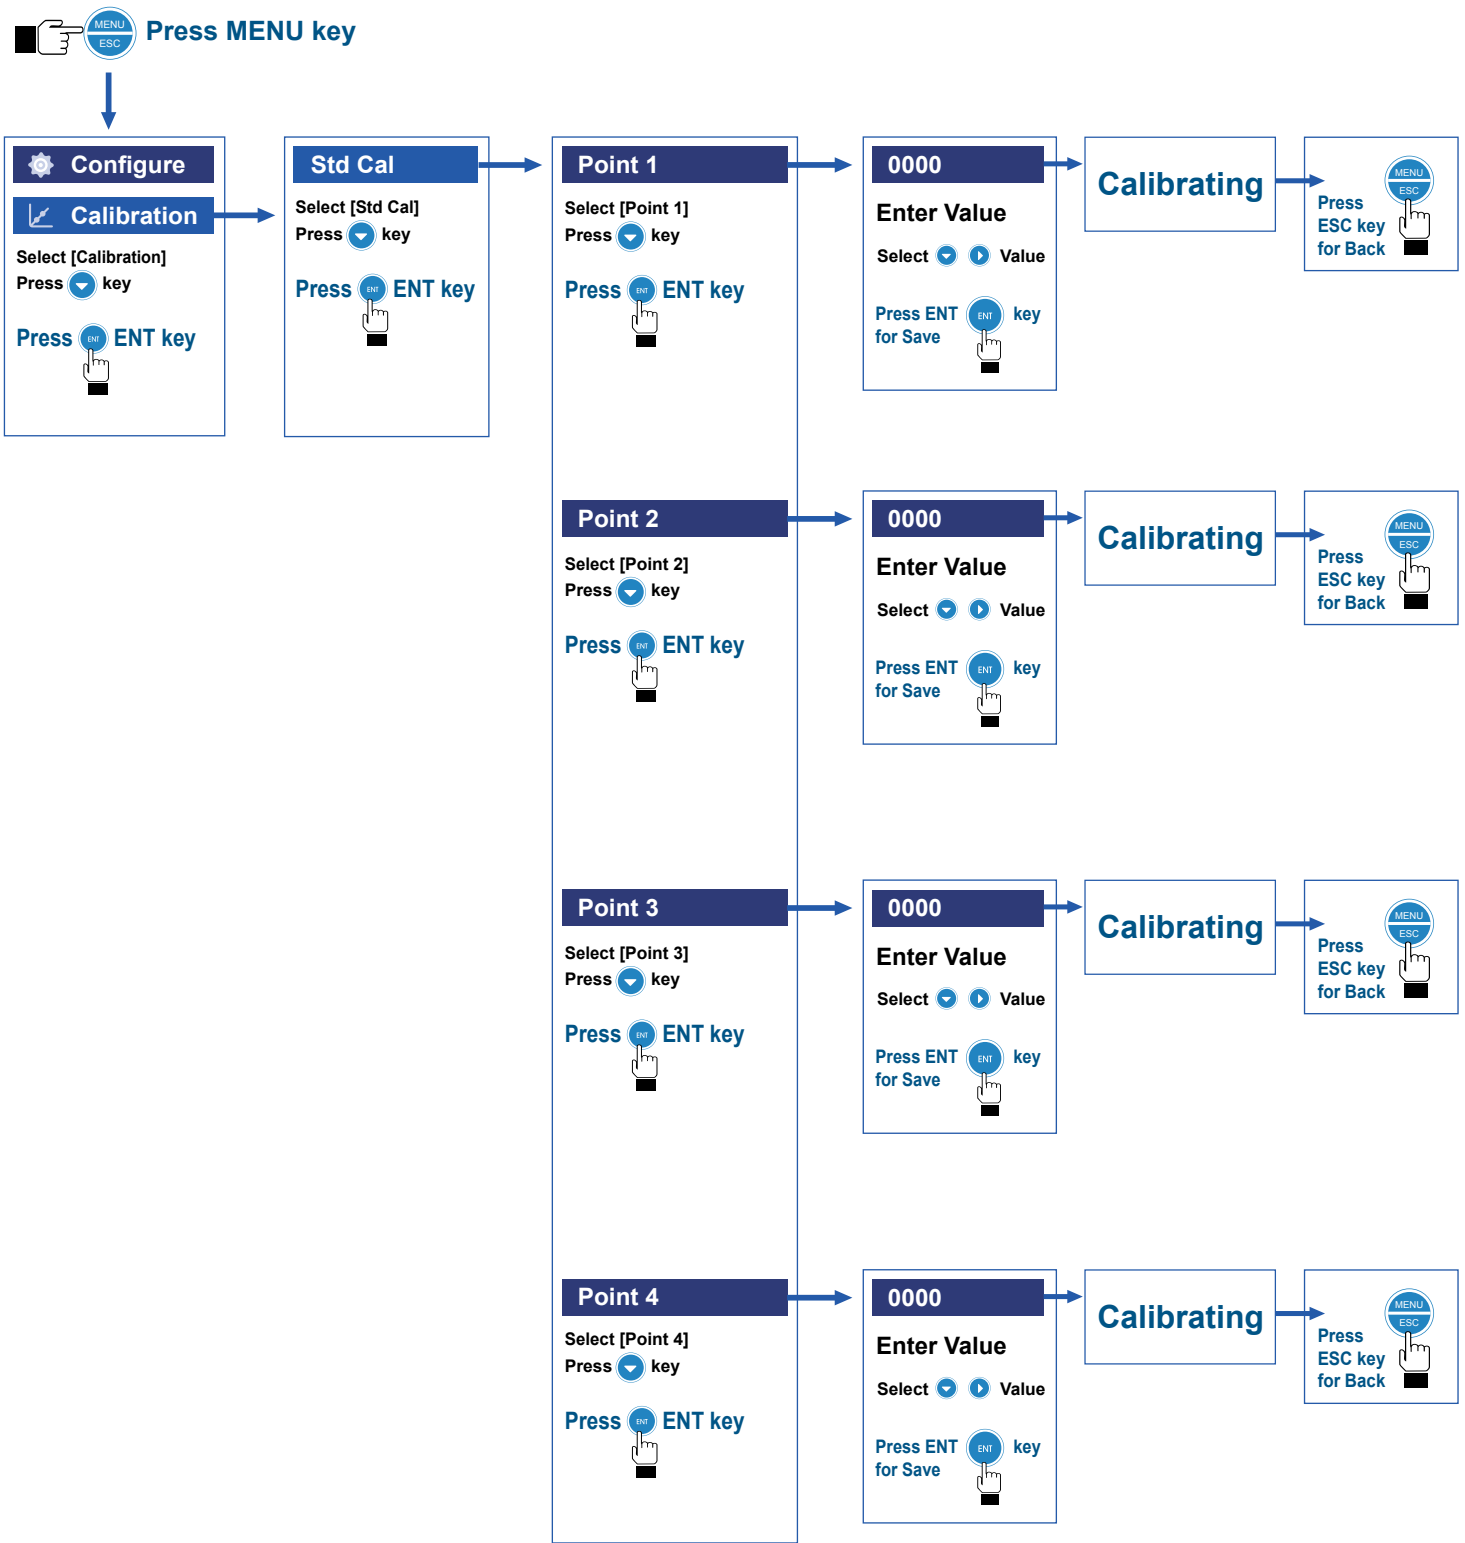 MENU
ESC
Press MENU key
Configure
Calibration
Select [Calibration]
Press key
Press ENT ENT key
Std Cal
Select [Std Cal]
Press key
Press ENT ENT key
Point 1
Select [Point 1]
Press key
Press ENT ENT key
0000
Enter Value
Select Value
Press ENT ENT key
for Save
Calibrating
MENU
ESC
Press
ESC key
for Back
Point 2
Select [Point 2]
Press key
Press ENT ENT key
0000
Enter Value
Select Value
Press ENT ENT key
for Save
Calibrating
MENU
ESC
Press
ESC key
for Back
Point 3
Select [Point 3]
Press key
Press ENT ENT key
0000
Enter Value
Select Value
Press ENT ENT key
for Save
Calibrating
MENU
ESC
Press
ESC key
for Back
Point 4
Select [Point 4]
Press key
Press ENT ENT key
0000
Enter Value
Select Value
Press ENT ENT key
for Save
Calibrating
MENU
ESC
Press
ESC key
for Back